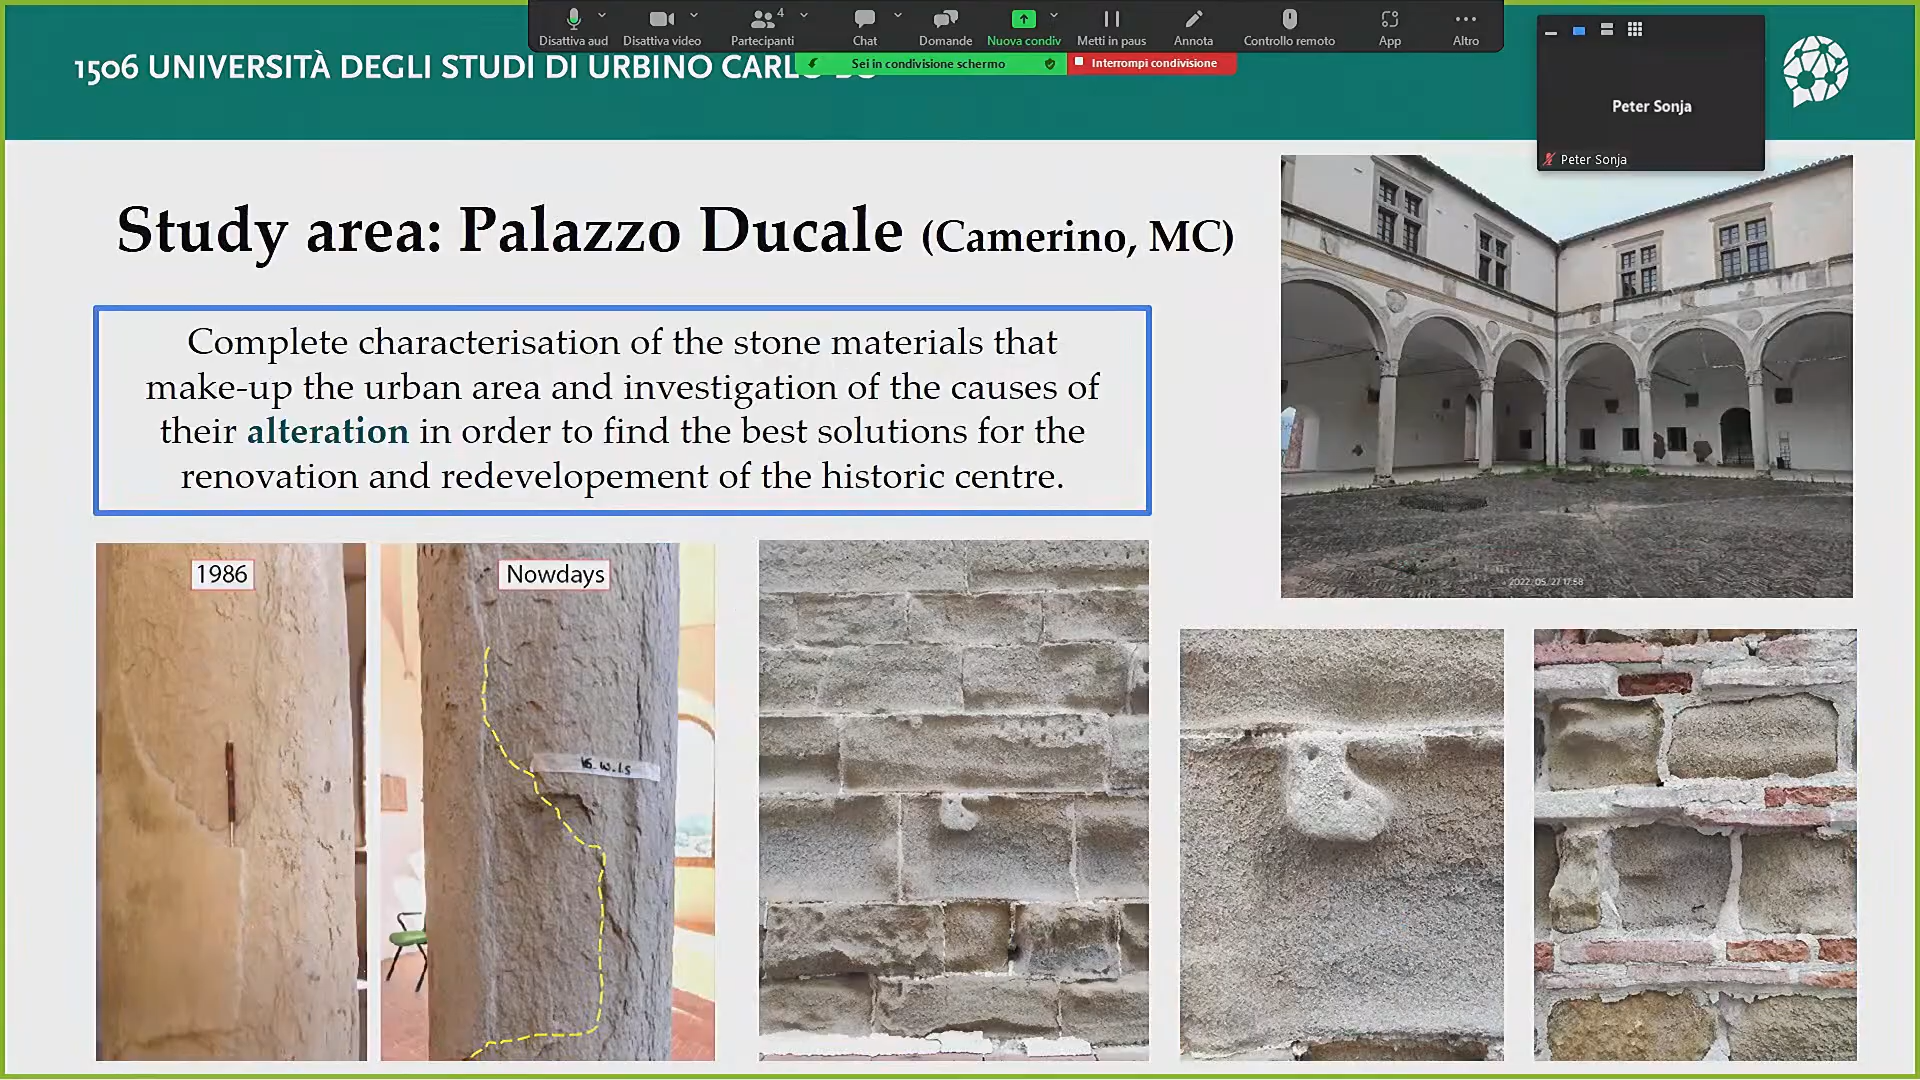 Disattiva aud
Disattiva video
Partecipanti
4
Chat
Domande
Nuova condiv
Metti in paus
Annota
Controllo remoto
App
Altro
Sei in condivisione schermo
Interrompi condivisione
1506 UNIVERSITÀ DEGLI STUDI DI URBINO CARLO BO
Peter Sonja
Peter Sonja
Study area: Palazzo Ducale (Camerino, MC)
Complete characterisation of the stone materials that
make-up the urban area and investigation of the causes of
their alteration in order to find the best solutions for the
renovation and redevelopement of the historic centre.
2022. 05. 27 17:58
1986
Nowdays